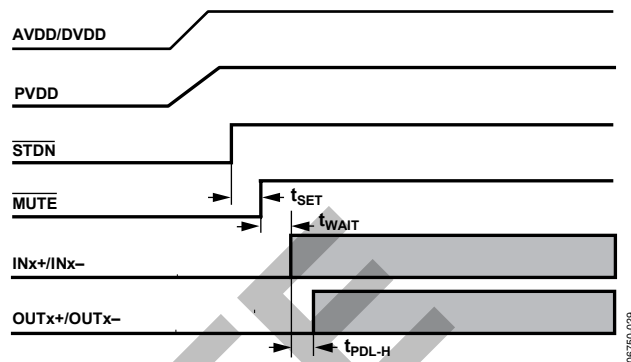 AVDD/DVDD
PVDD
STDN
MUTE
tSET
tWAIT
INx+/INx–
OUTx+/OUTx–
tPDL-H
06750-029